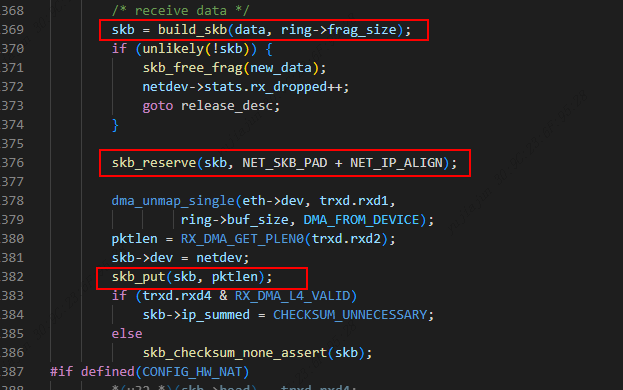 368 /* receive data */
369 skb = build_skb(data, ring->frag_size);
370 if (unlikely(!skb)) {
371 skb_free_frag(new_data);
372 netdev->stats.rx_dropped++;
373 goto release_desc;
374 }
375
376 skb_reserve(skb, NET_SKB_PAD + NET_IP_ALIGN);
377
378 dma_unmap_single(eth->dev, trxd.rxd1,
379 ring->buf_size, DMA_FROM_DEVICE);
380 pktlen = RX_DMA_GET_PLEN0(trxd.rxd2);
381 skb->dev = netdev;
382 skb_put(skb, pktlen);
383 if (trxd.rxd4 & RX_DMA_L4_VALID)
384 skb->ip_summed = CHECKSUM_UNNECESSARY;
385 else
386 skb_checksum_none_assert(skb);
387 #if defined(CONFIG_HW_NAT)